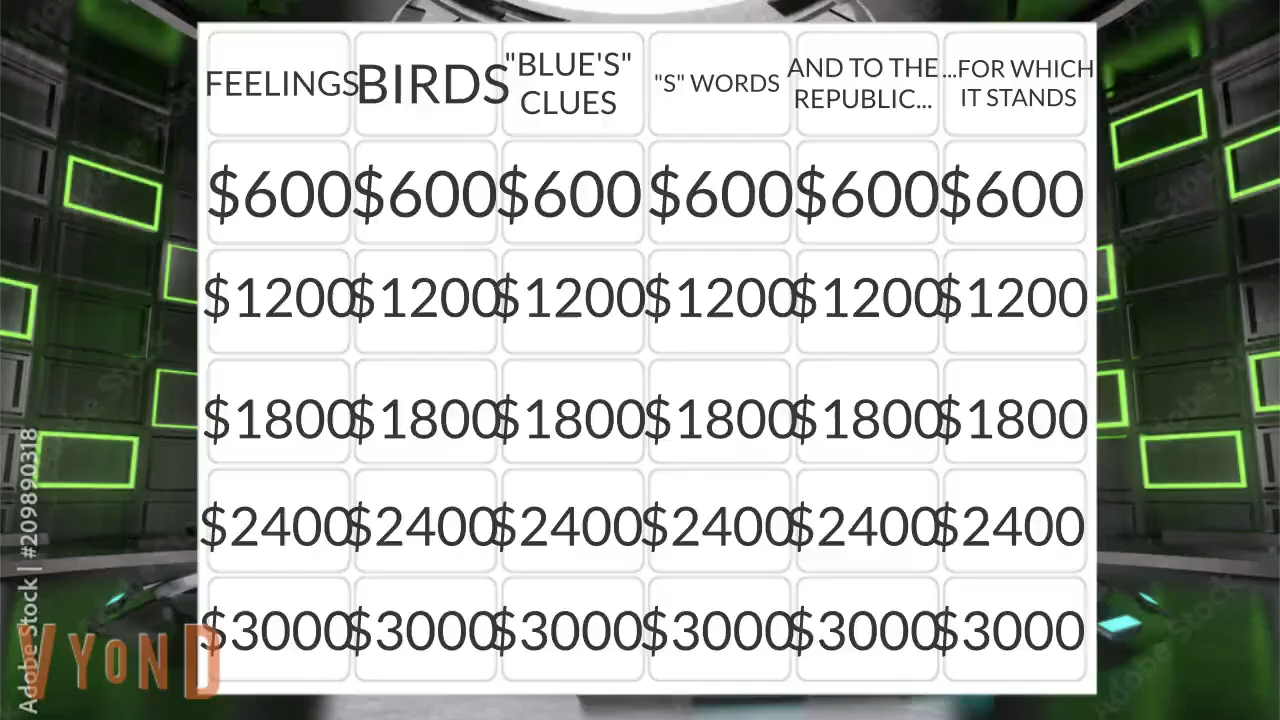 FEELINGS
BIRDS
"BLUE'S"
CLUES
"S" WORDS
AND TO THE
REPUBLIC...
...FOR WHICH
IT STANDS
$600 $600 $600 $600 $600 $600
$1200 $1200 $1200 $1200 $1200 $1200
$1800 $1800 $1800 $1800 $1800 $1800
$2400 $2400 $2400 $2400 $2400 $2400
$3000 $3000 $3000 $3000 $3000 $3000
VYOND
Adobe Stock | #209890318